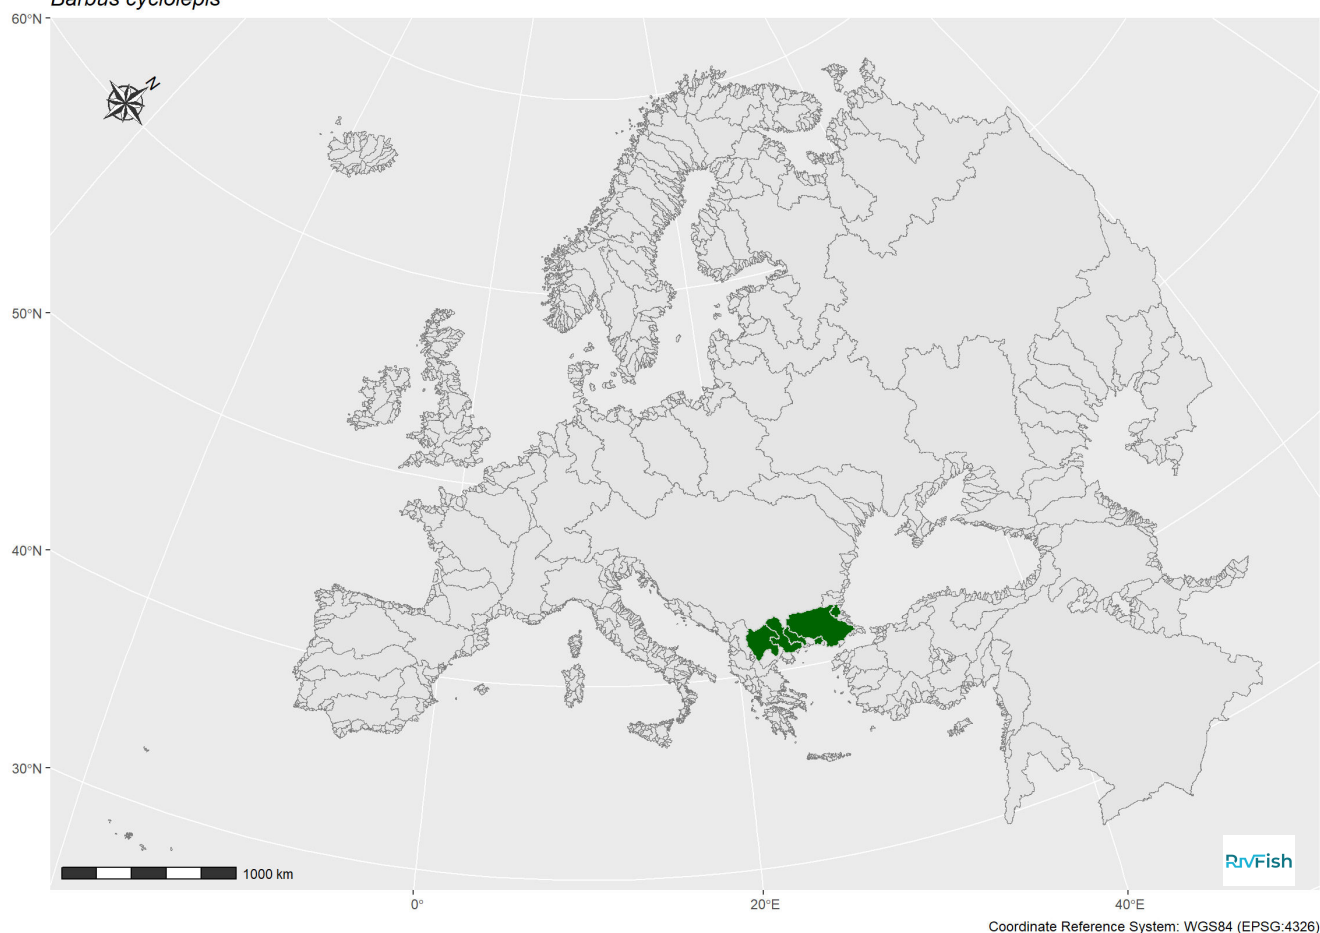 Barbus cyclolepis
60°N
N
50°N
40°N
30°N
1000 km
RivFish
0°
20°E
40°E
Coordinate Reference System: WGS84 (EPSG:4326)